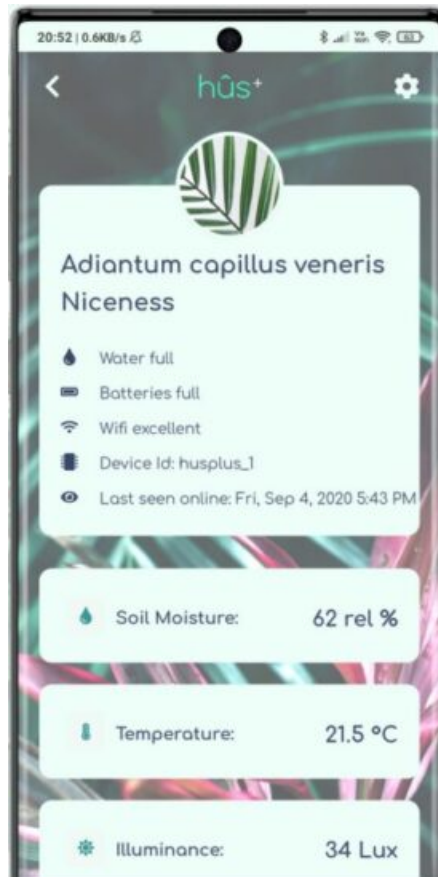 20:52 | 0.6KB/s
63
hûs+
Adiantum capillus veneris
Niceness
Water full
Batteries full
Wifi excellent
Device Id: husplus_1
Last seen online: Fri, Sep 4, 2020 5:43 PM
Soil Moisture: 62 rel %
Temperature: 21.5 °C
Illuminance: 34 Lux